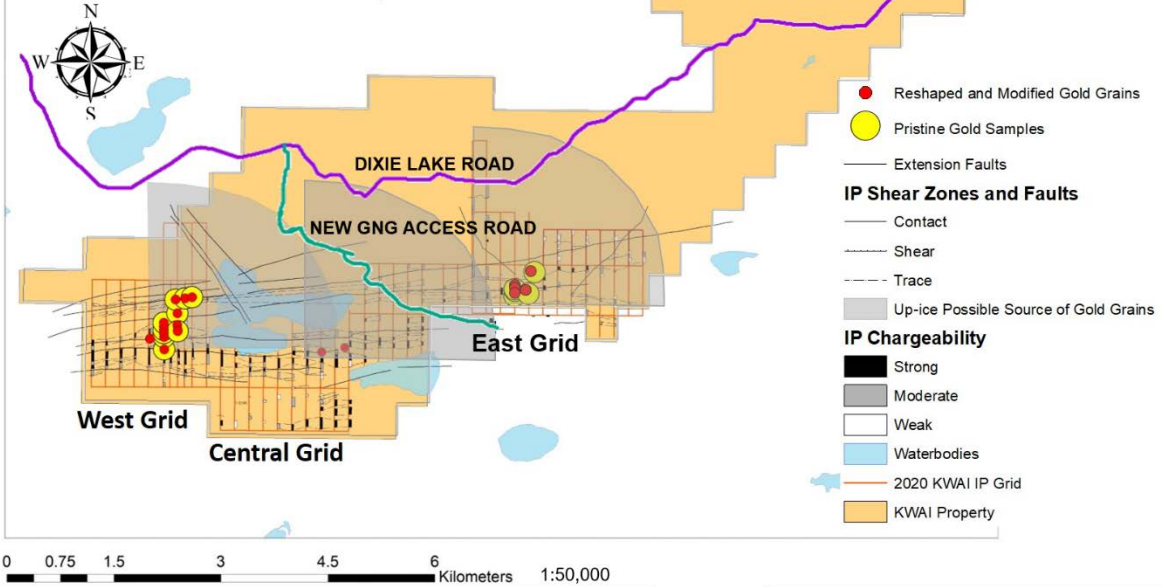 N
W E
S
DIXIE LAKE ROAD
NEW GNG ACCESS ROAD
East Grid
West Grid
Central Grid
Reshaped and Modified Gold Grains
Pristine Gold Samples
Extension Faults
IP Shear Zones and Faults
Contact
Shear
Trace
Up-ice Possible Source of Gold Grains
IP Chargeability
Strong
Moderate
Weak
Waterbodies
2020 KWAI IP Grid
KWAI Property
0 0.75 1.5 3 4.5 6
Kilometers 1:50,000